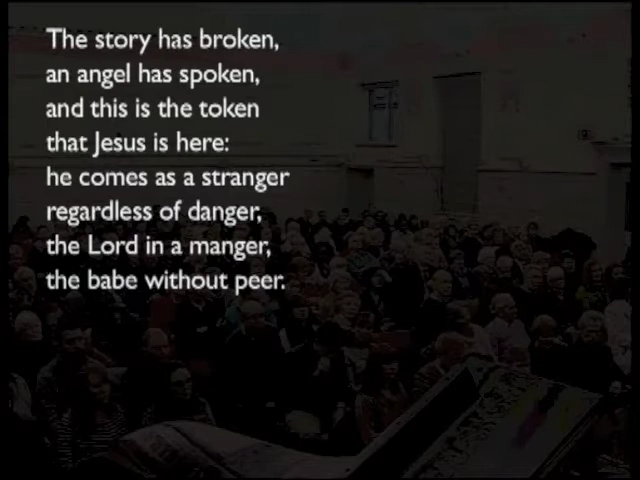 The story has broken,
an angel has spoken,
and this is the token
that Jesus is here:
he comes as a stranger
regardless of danger,
the Lord in a manger,
the babe without peer.